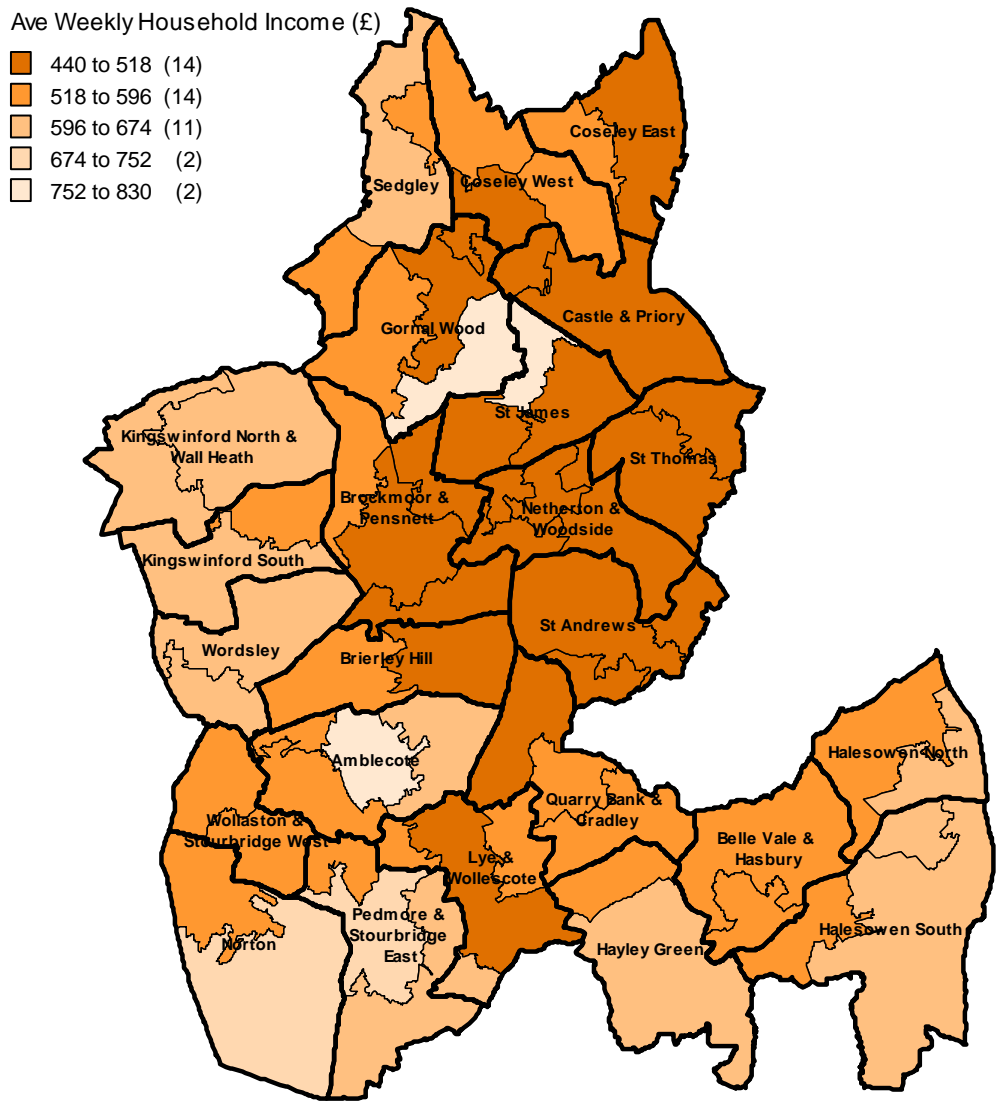 Ave Weekly Household Income (£)
440 to 518 (14)
518 to 596 (14)
596 to 674 (11)
674 to 752 (2)
752 to 830 (2)
Coseley East
Sedgley
Coseley West
Castle & Priory
Gornal Wood
St James
Kingswinford North &
Wall Heath
St Thomas
Brockmoor &
Pensnett
Netherton &
Woodside
Kingswinford South
St Andrews
Wordsley
Brierley Hill
Amblecote
Halesowen North
Quarry Bank &
Cradley
Wollaston &
Stourbridge West
Belle Vale &
Hasbury
Lye &
Wollescote
Pedmore &
Stourbridge
East
Norton
Hayley Green
Halesowen South